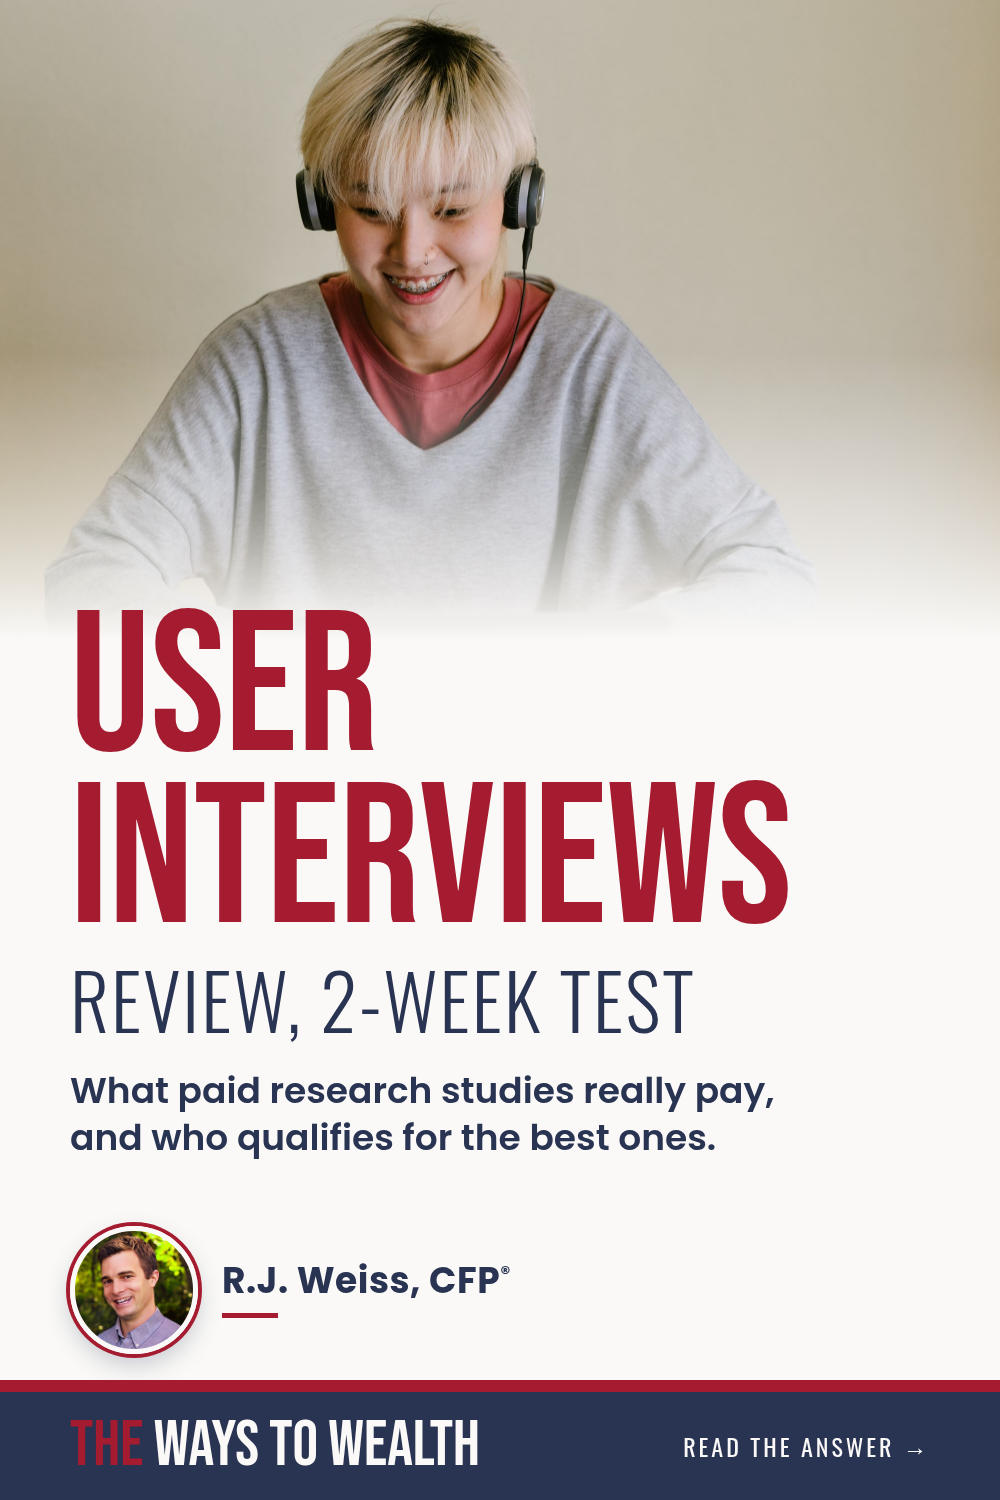 USER
INTERVIEWS
REVIEW, 2-WEEK TEST
What paid research studies really pay,
and who qualifies for the best ones.
R.J. Weiss, CFP®
THE WAYS TO WEALTH
READ THE ANSWER →